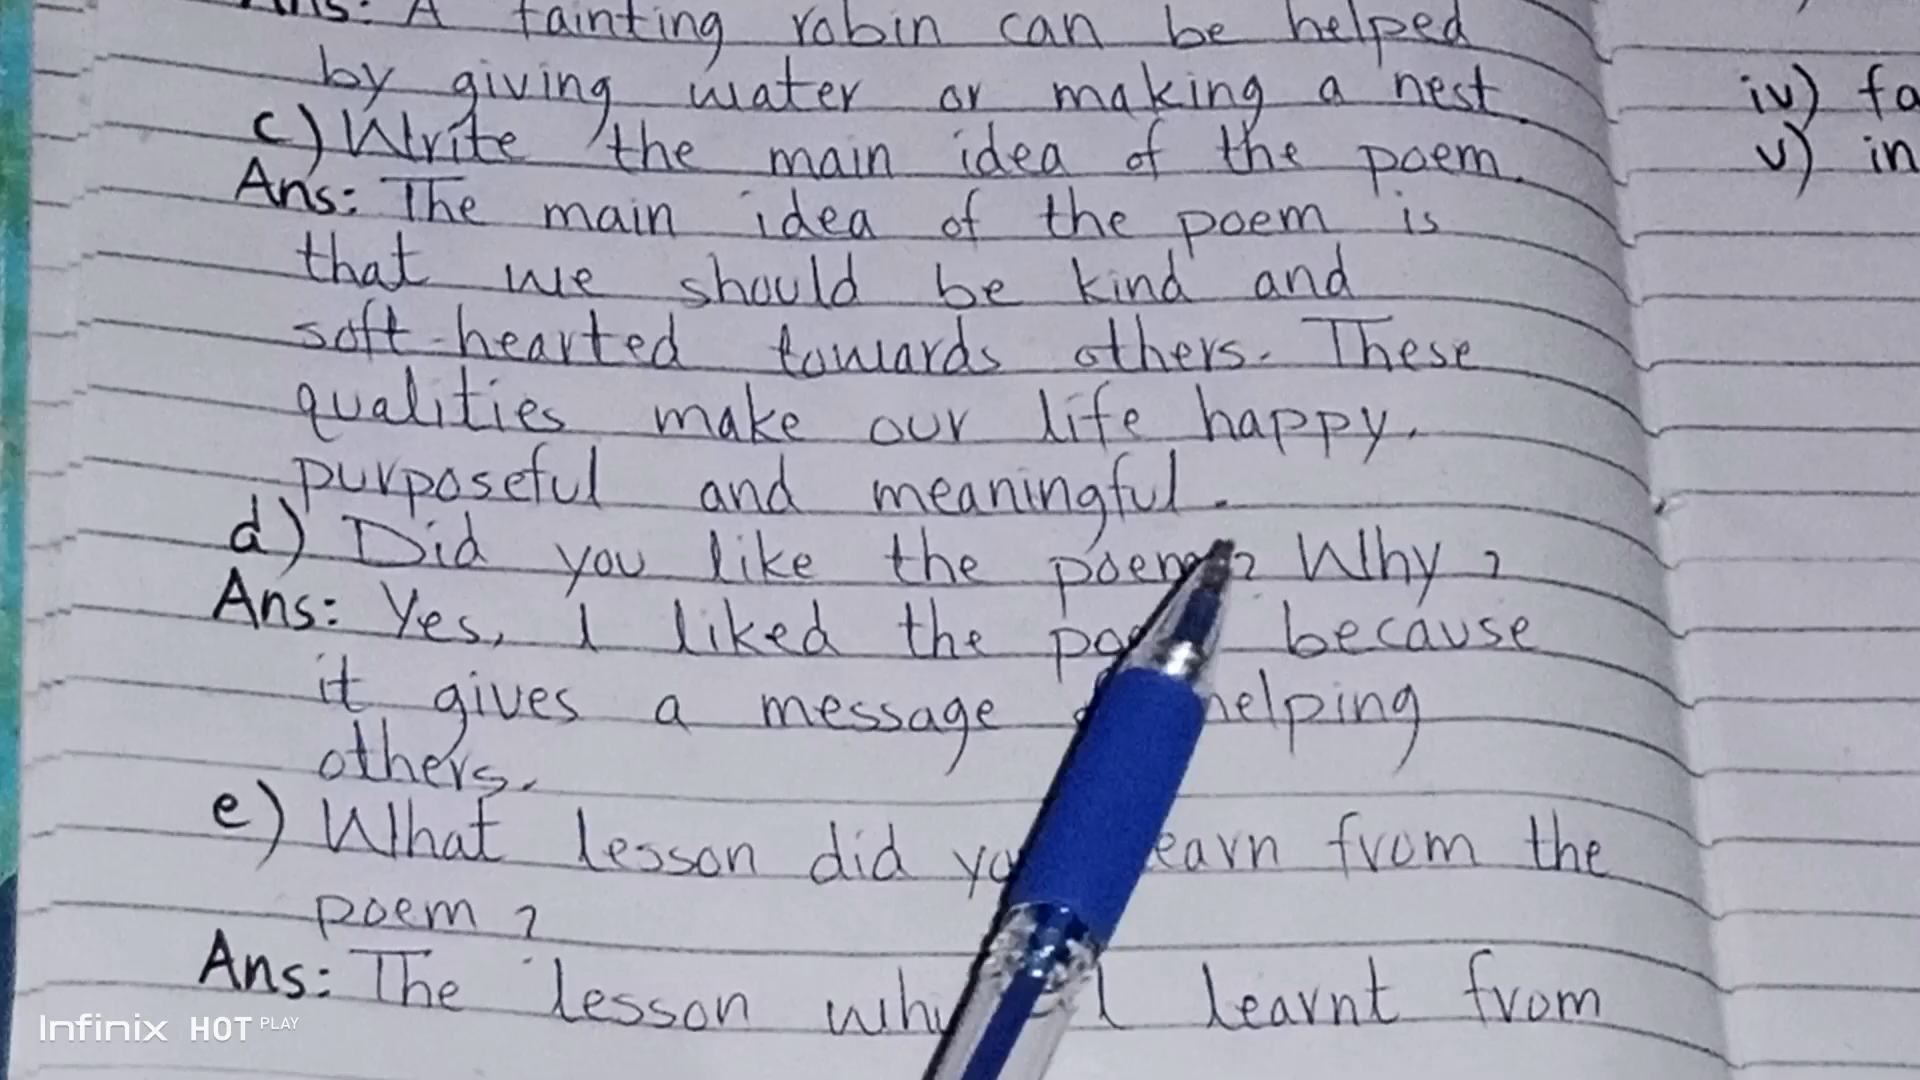 Ans: A fainting robin can be helped
by giving water or making a nest.
c) Write the main idea of the poem.
Ans: The main idea of the poem is
that we should be kind and
soft-hearted towards others. These
qualities make our life happy,
purposeful and meaningful.
d) Did you like the poem? Why?
Ans: Yes, I liked the because
it gives a message helping
others.
e) What lesson did learn from the
poem?
Ans: The lesson I learnt from
iv) fa
v) in
Infinix HOT PLAY